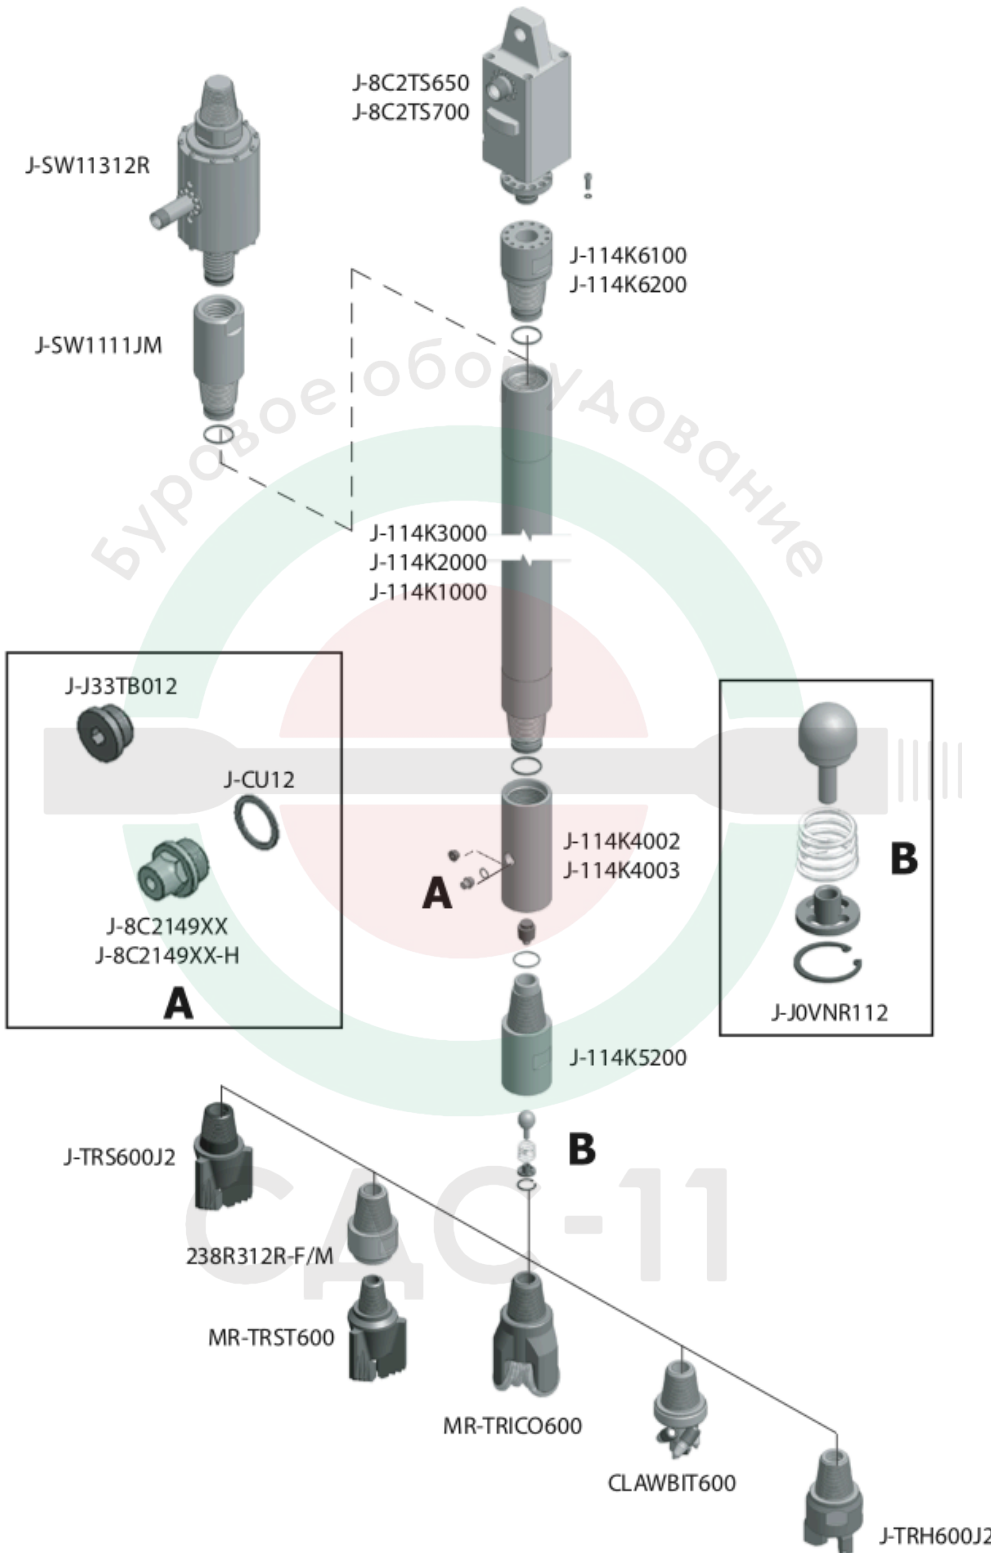 J-8C2TS650
J-8C2TS700
J-SW11312R
J-114K6100
J-114K6200
J-SW1111JM
Буровое оборудование
J-114K3000
J-114K2000
J-114K1000
J-J33TB012
J-CU12
J-8C2149XX
J-8C2149XX-H
A
J-114K4002
J-114K4003
A
B
J-J0VNR112
J-114K5200
B
J-TRS600J2
СДС-11
238R312R-F/M
MR-TRST600
MR-TRICO600
CLAWBIT600
J-TRH600J2